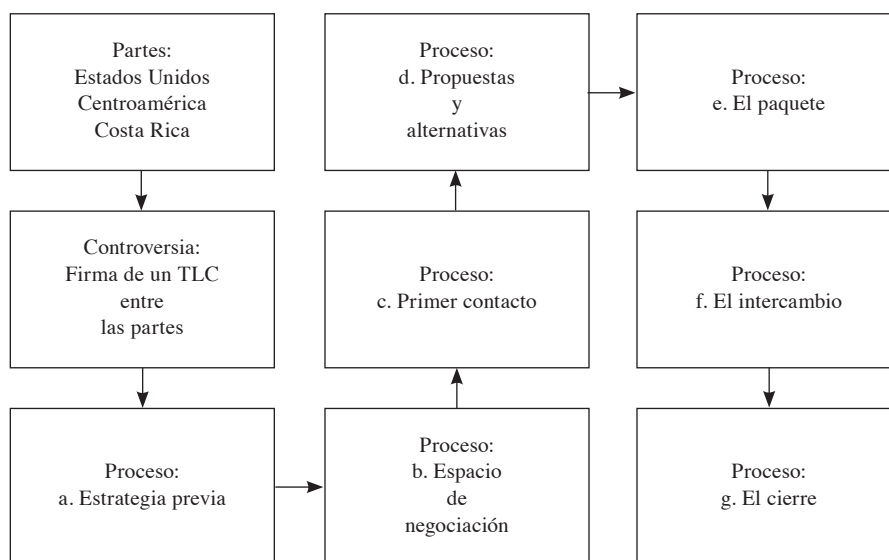 Partes:
Estados Unidos
Centroamérica
Costa Rica
Controversia:
Firma de un TLC
entre
las partes
Proceso:
a. Estrategia previa
Proceso:
b. Espacio
de
negociación
Proceso:
c. Primer contacto
Proceso:
d. Propuestas
y
alternativas
Proceso:
e. El paquete
Proceso:
f. El intercambio
Proceso:
g. El cierre